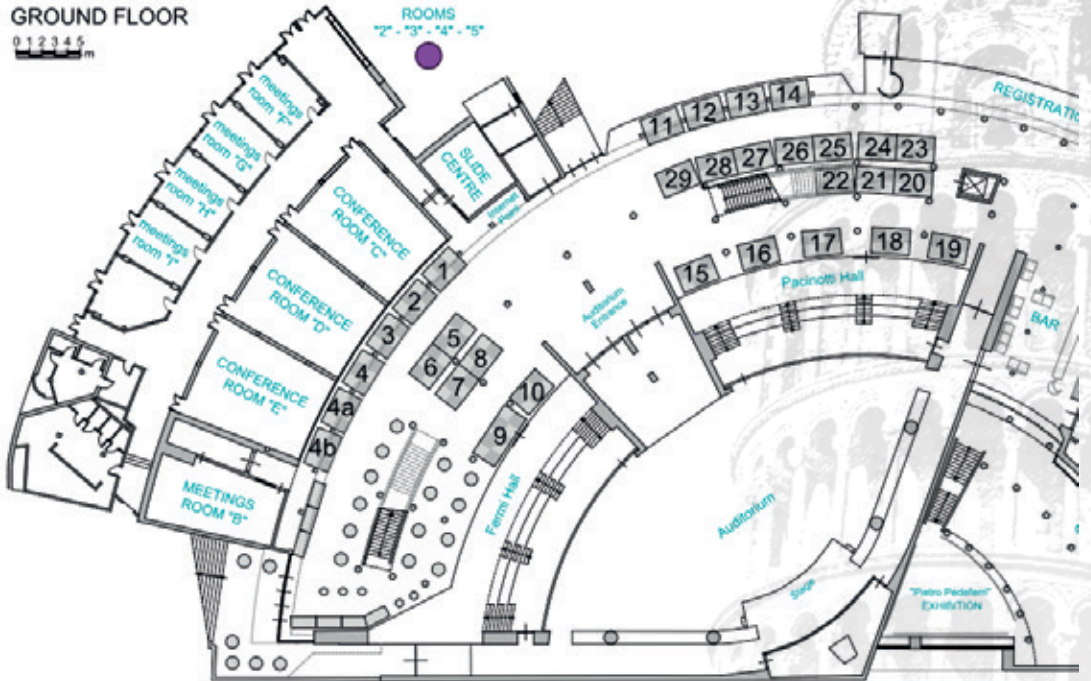 GROUND FLOOR
0 1 2 3 4 5
m
ROOMS
"2" - "3" - "4" - "5"
meetings
room "F"
meetings
room "G"
meetings
room "H"
meetings
room "I"
CONFERENCE
ROOM "C"
CONFERENCE
ROOM "D"
CONFERENCE
ROOM "E"
MEETINGS
ROOM "B"
SLIDE
CENTRE
Internet
Point
11
12
13
14
REGISTRATIO
29
28
27
26
25
24
23
22
21
20
15
16
17
18
19
Pacinotti Hall
BAR
Auditorium
Entrance
1
2
3
4
4a
4b
5
6
7
8
9
10
Fermi Hall
Auditorium
Stage
"Pietro Pedeferri"
EXHIBITION